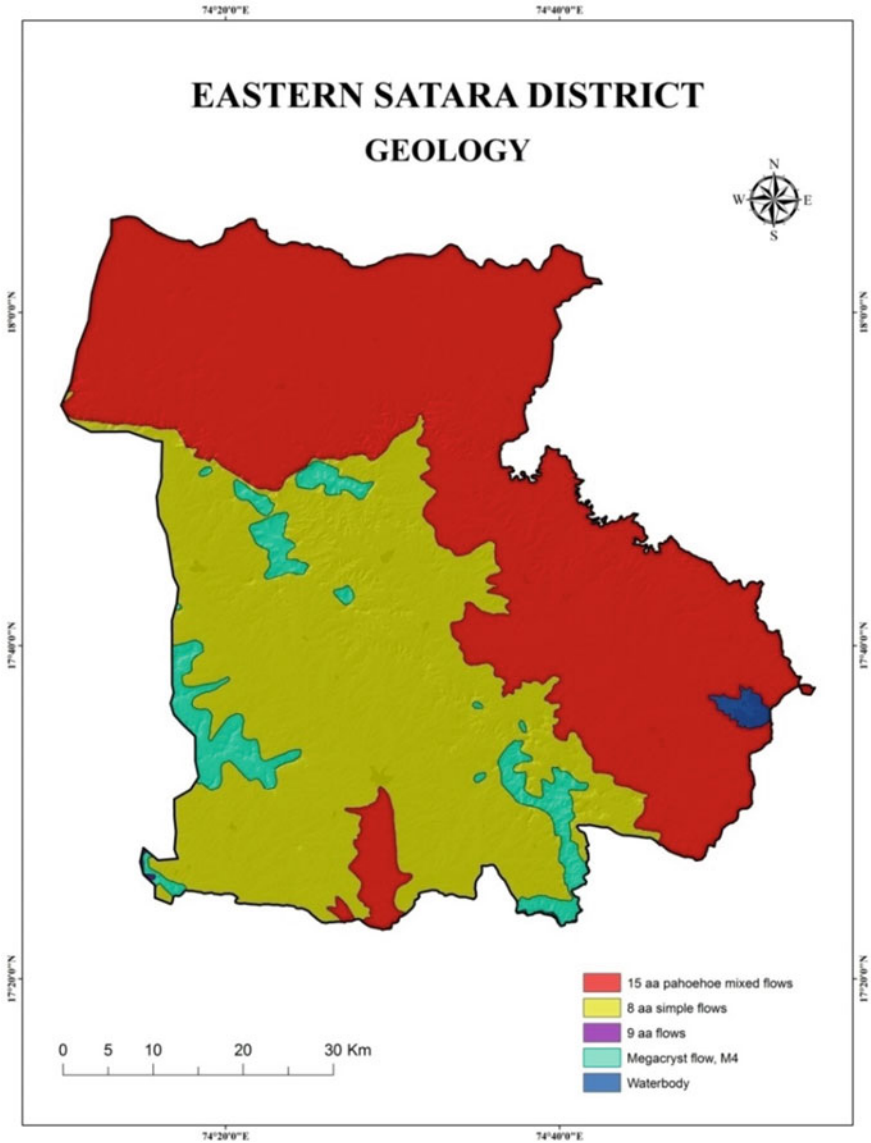 74°20'0"E 74°40'0"E
EASTERN SATARA DISTRICT
GEOLOGY
N
W E
S
18°0'0"N 18°0'0"N
17°40'0"N 17°40'0"N
17°20'0"N 17°20'0"N
15 aa pahoehoe mixed flows
8 aa simple flows
9 aa flows
Megacryst flow, M4
Waterbody
0 5 10 20 30 Km
74°20'0"E 74°40'0"E